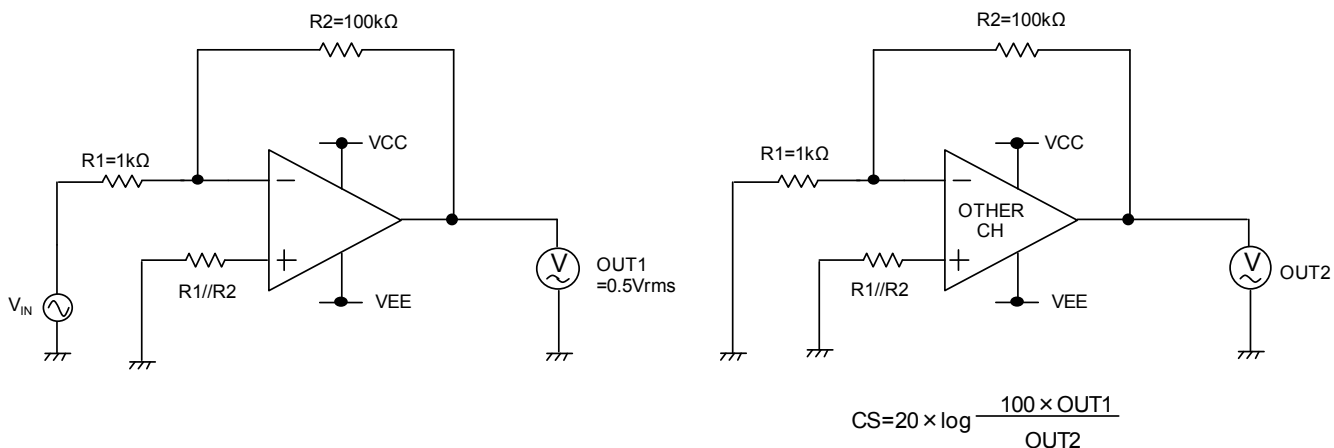 R2=100kΩ
VCC
R1=1kΩ
−
+
R1//R2
VEE
V_IN
V
OUT1
=0.5Vrms
R2=100kΩ
VCC
R1=1kΩ
−
OTHER
CH
+
R1//R2
VEE
V
OUT2
CS=20×log 100×OUT1
OUT2